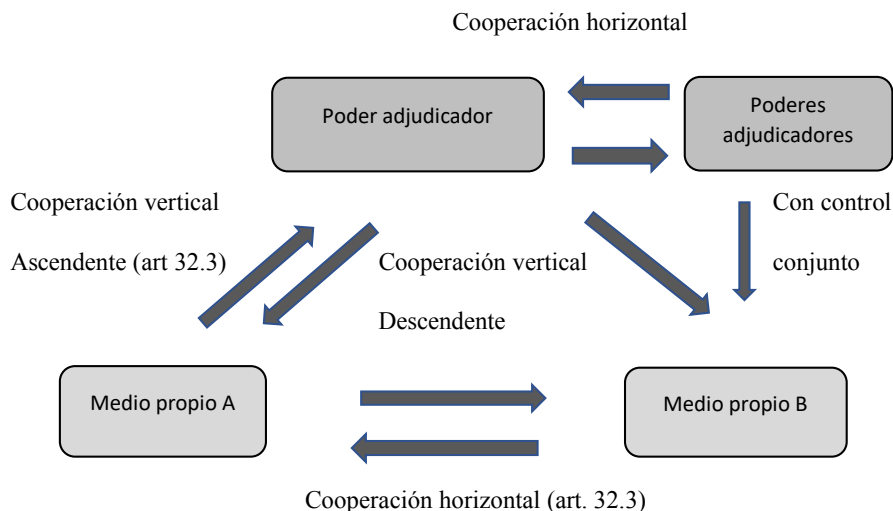 Cooperación horizontal
Poder adjudicador
Poderes
adjudicadores
Cooperación vertical
Ascendente (art 32.3)
Cooperación vertical
Descendente
Con control
conjunto
Medio propio A
Medio propio B
Cooperación horizontal (art. 32.3)